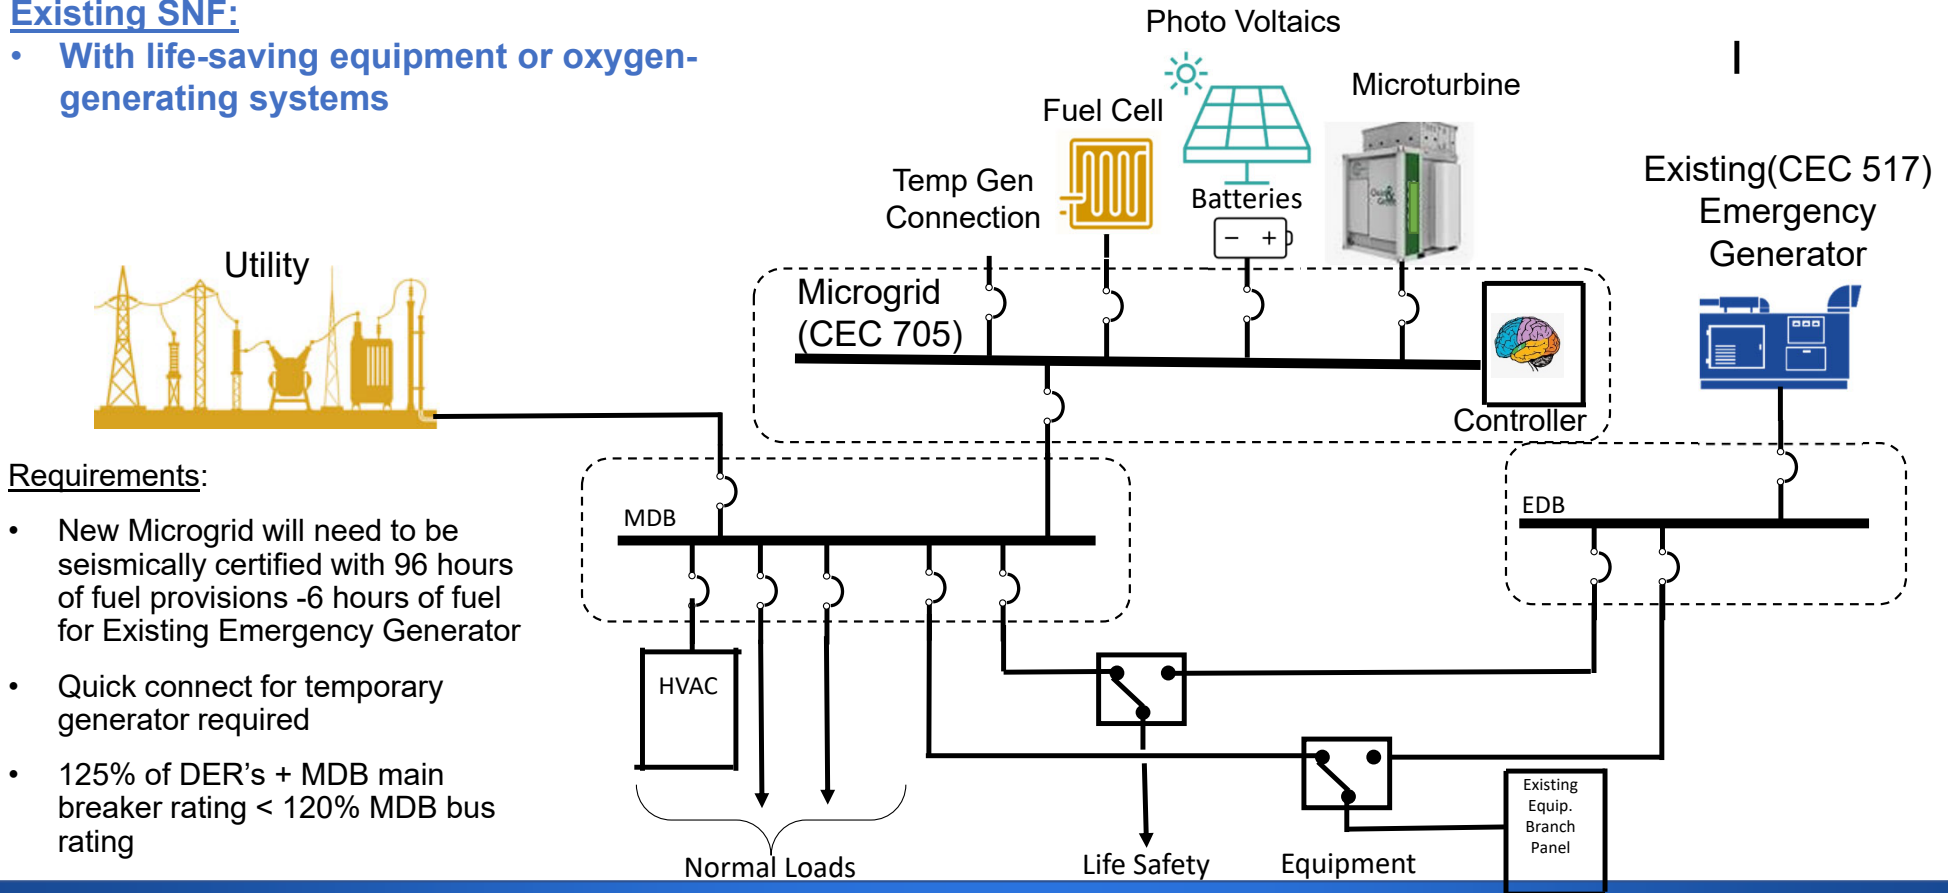 Existing SNF:
• With life-saving equipment or oxygen-
generating systems
Photo Voltaics
Microturbine
Fuel Cell
Temp Gen
Connection
Batteries
− +
Existing(CEC 517)
Emergency
Generator
Utility
Microgrid
(CEC 705)
Controller
Requirements:
• New Microgrid will need to be
seismically certified with 96 hours
of fuel provisions -6 hours of fuel
for Existing Emergency Generator
• Quick connect for temporary
generator required
• 125% of DER’s + MDB main
breaker rating < 120% MDB bus
rating
MDB
EDB
HVAC
Existing
Equip.
Branch
Panel
Normal Loads
Life Safety
Equipment